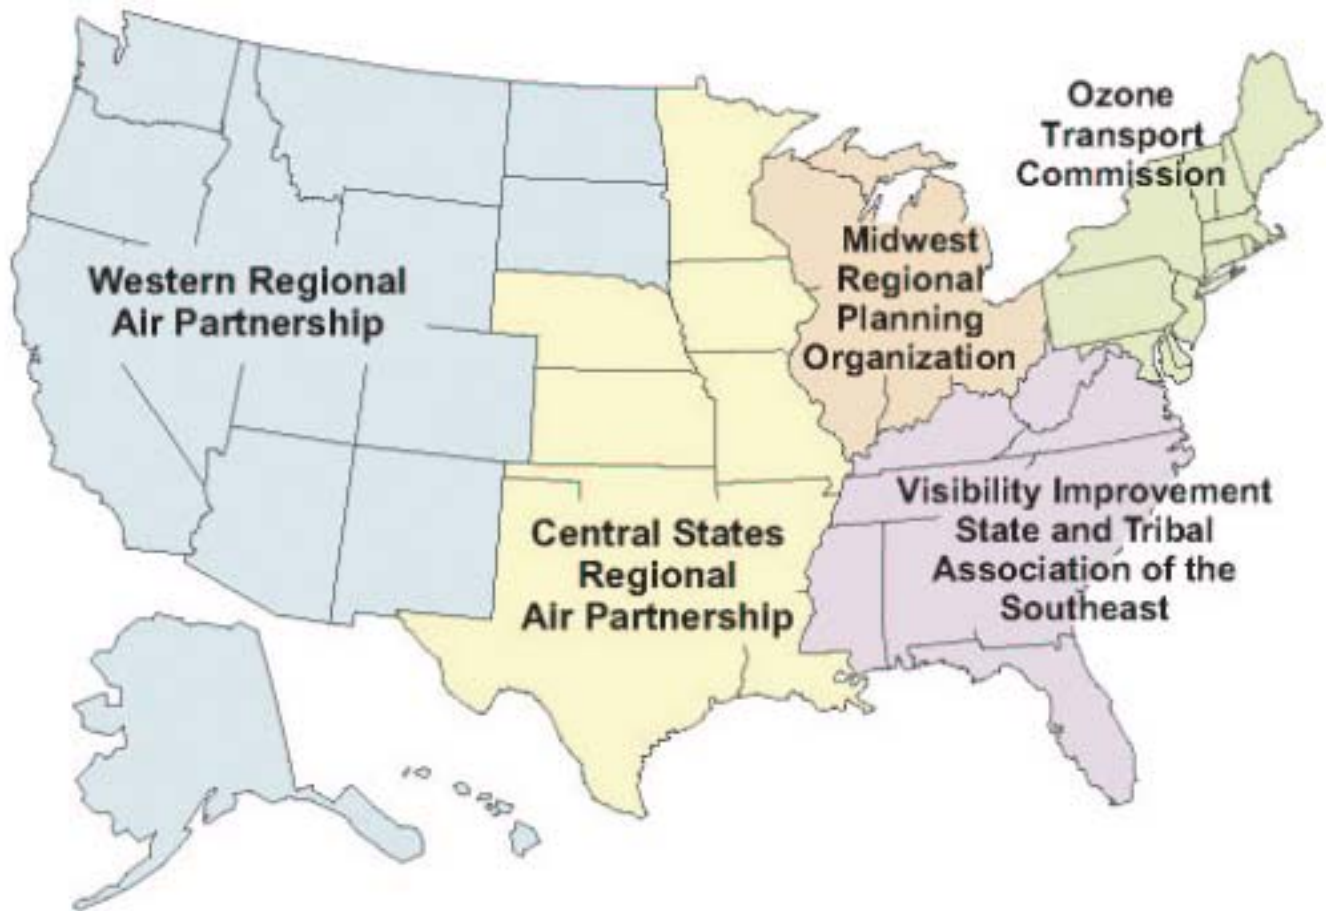 Ozone
Transport
Commission
Midwest
Regional
Planning
Organization
Western Regional
Air Partnership
Visibility Improvement
State and Tribal
Association of the
Southeast
Central States
Regional
Air Partnership